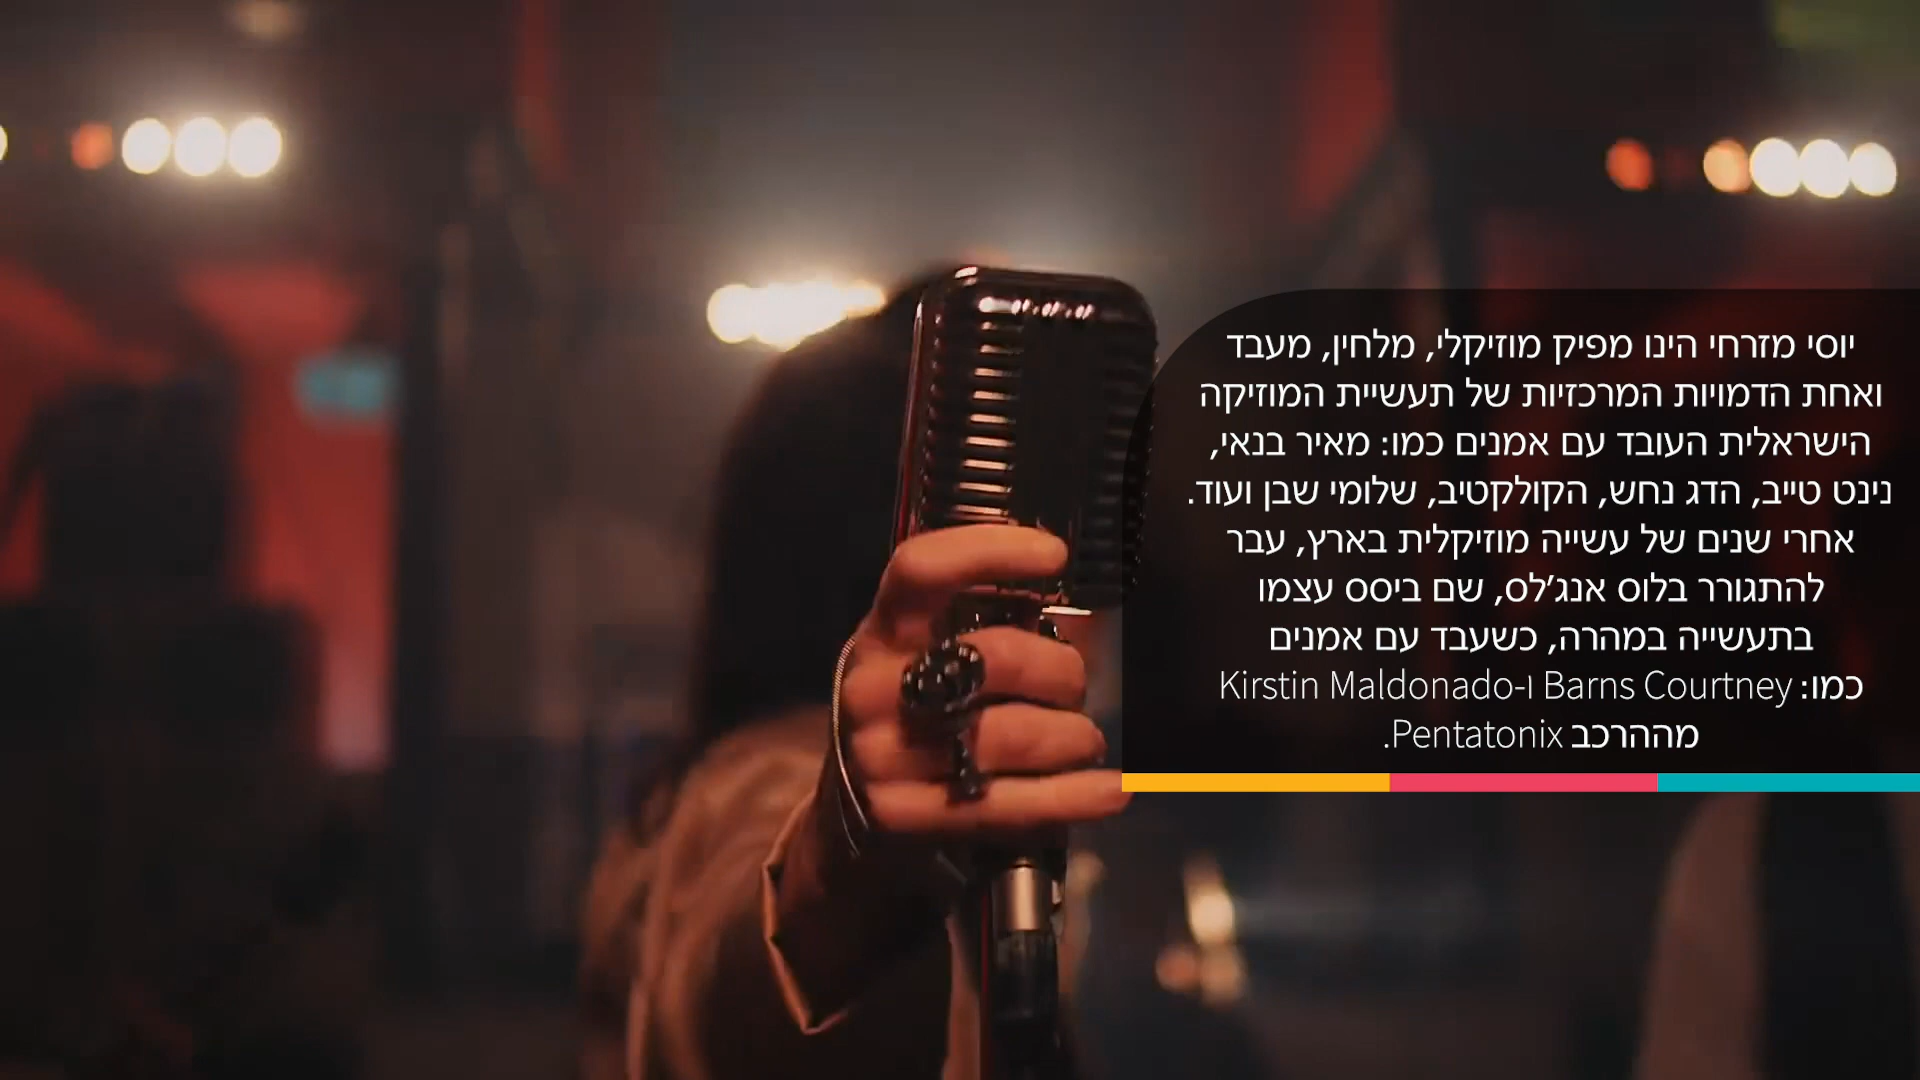 יוסי מזרחי הינו מפיק מוזיקלי, מלחין, מעבד
ואחת הדמויות המרכזיות של תעשיית המוזיקה
הישראלית העובד עם אמנים כמו: מאיר בנאי,
נינט טייב, הדג נחש, הקולקטיב, שלומי שבן ועוד.
אחרי שנים של עשייה מוזיקלית בארץ, עבר
להתגורר בלוס אנג׳לס, שם ביסס עצמו
בתעשייה במהרה, כשעבד עם אמנים
כמו: Barns Courtney ו-Kirstin Maldonado
מההרכב Pentatonix.